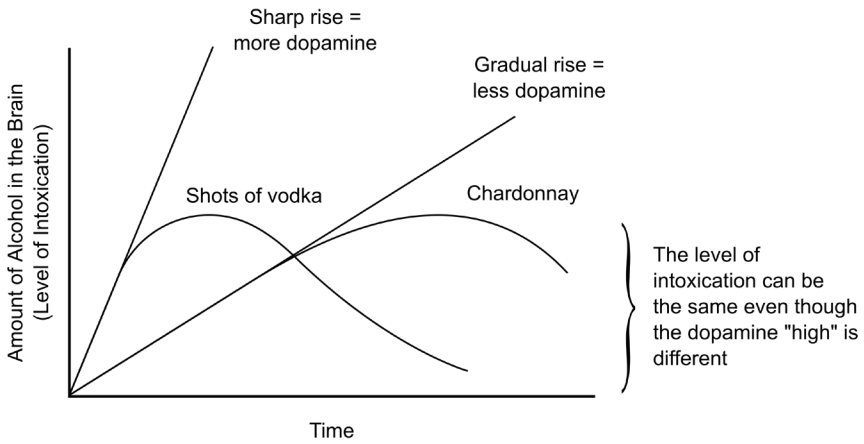 Sharp rise =
more dopamine
Gradual rise =
less dopamine
Amount of Alcohol in the Brain
(Level of Intoxication)
Shots of vodka
Chardonnay
The level of
intoxication can be
the same even though
the dopamine "high" is
different
Time